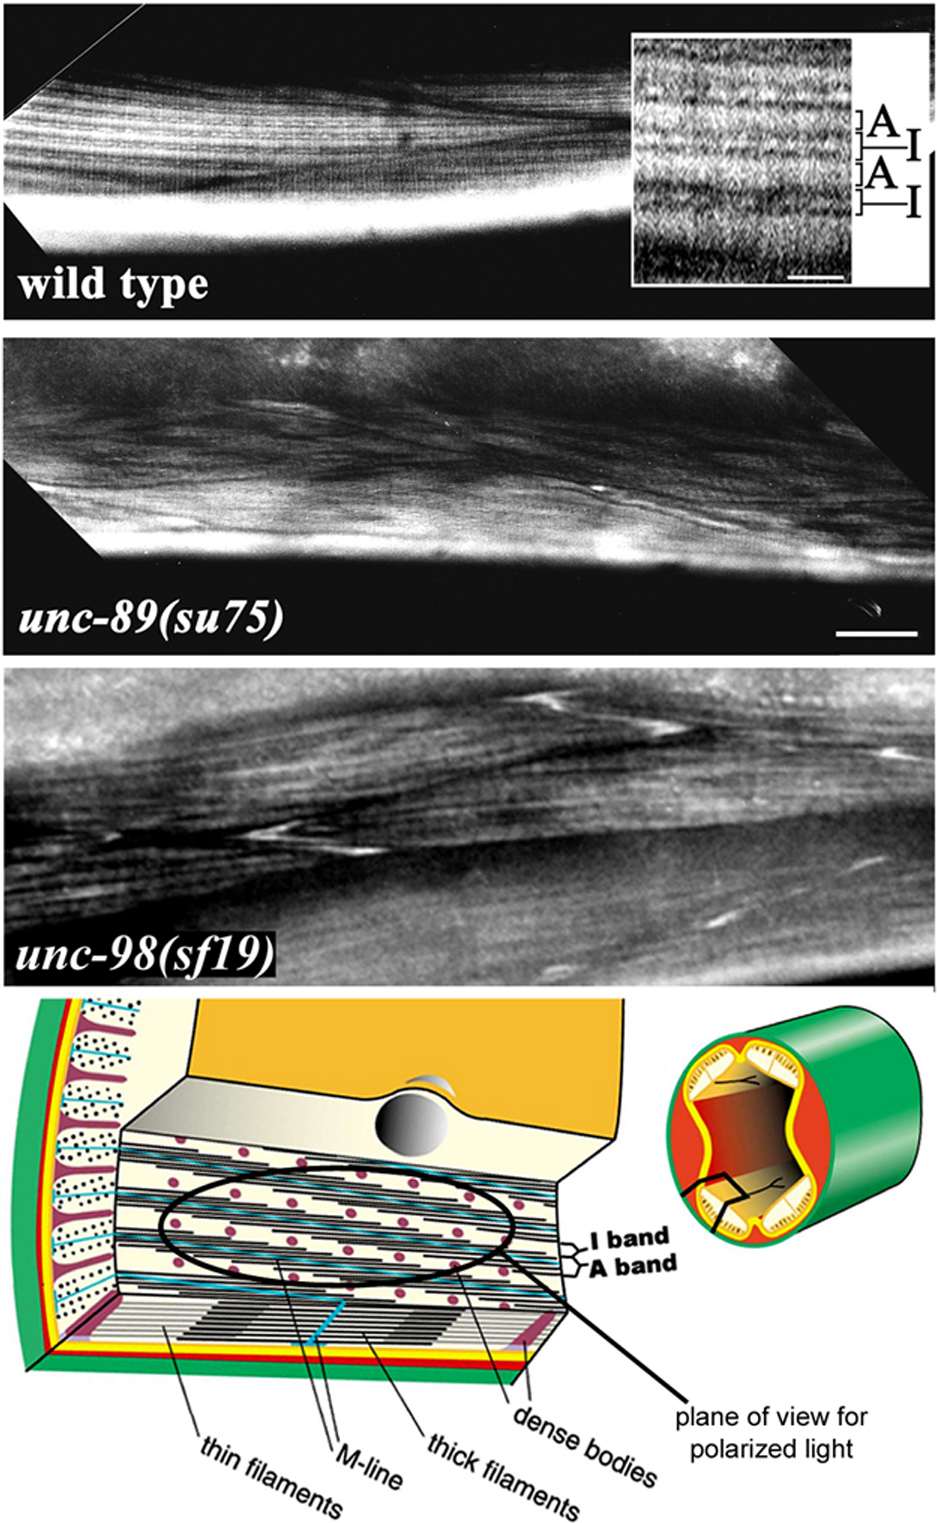 A
I
A
I
wild type
unc-89(su75)
unc-98(sf19)
I band
A band
plane of view for
polarized light
dense bodies
thick filaments
M-line
thin filaments